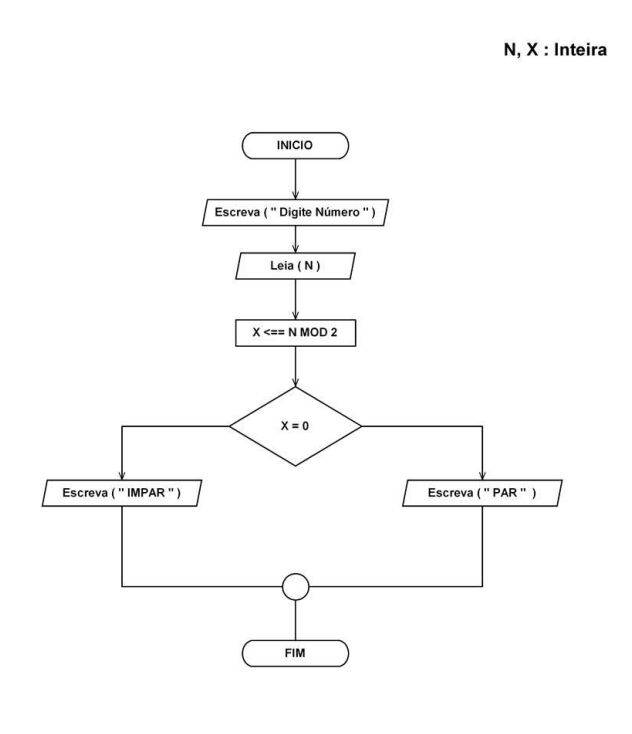 N, X : Inteira
INICIO
Escreva ( " Digite Número " )
Leia ( N )
X <== N MOD 2
X = 0
Escreva ( " IMPAR " )
Escreva ( " PAR " )
FIM